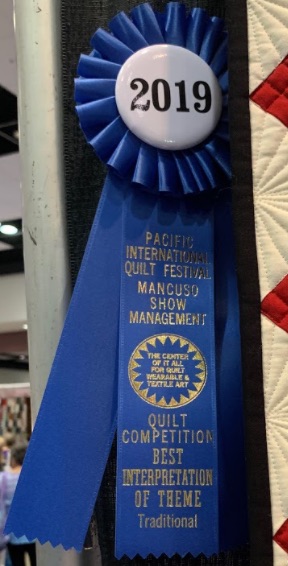 2019
PACIFIC
INTERNATIONAL
QUILT FESTIVAL
MANCUSO
SHOW
MANAGEMENT
THE CENTER
OF IT ALL
FOR QUILT
WEARABLE &
TEXTILE ART
QUILT
COMPETITION
BEST
INTERPRETATION
OF THEME
Traditional